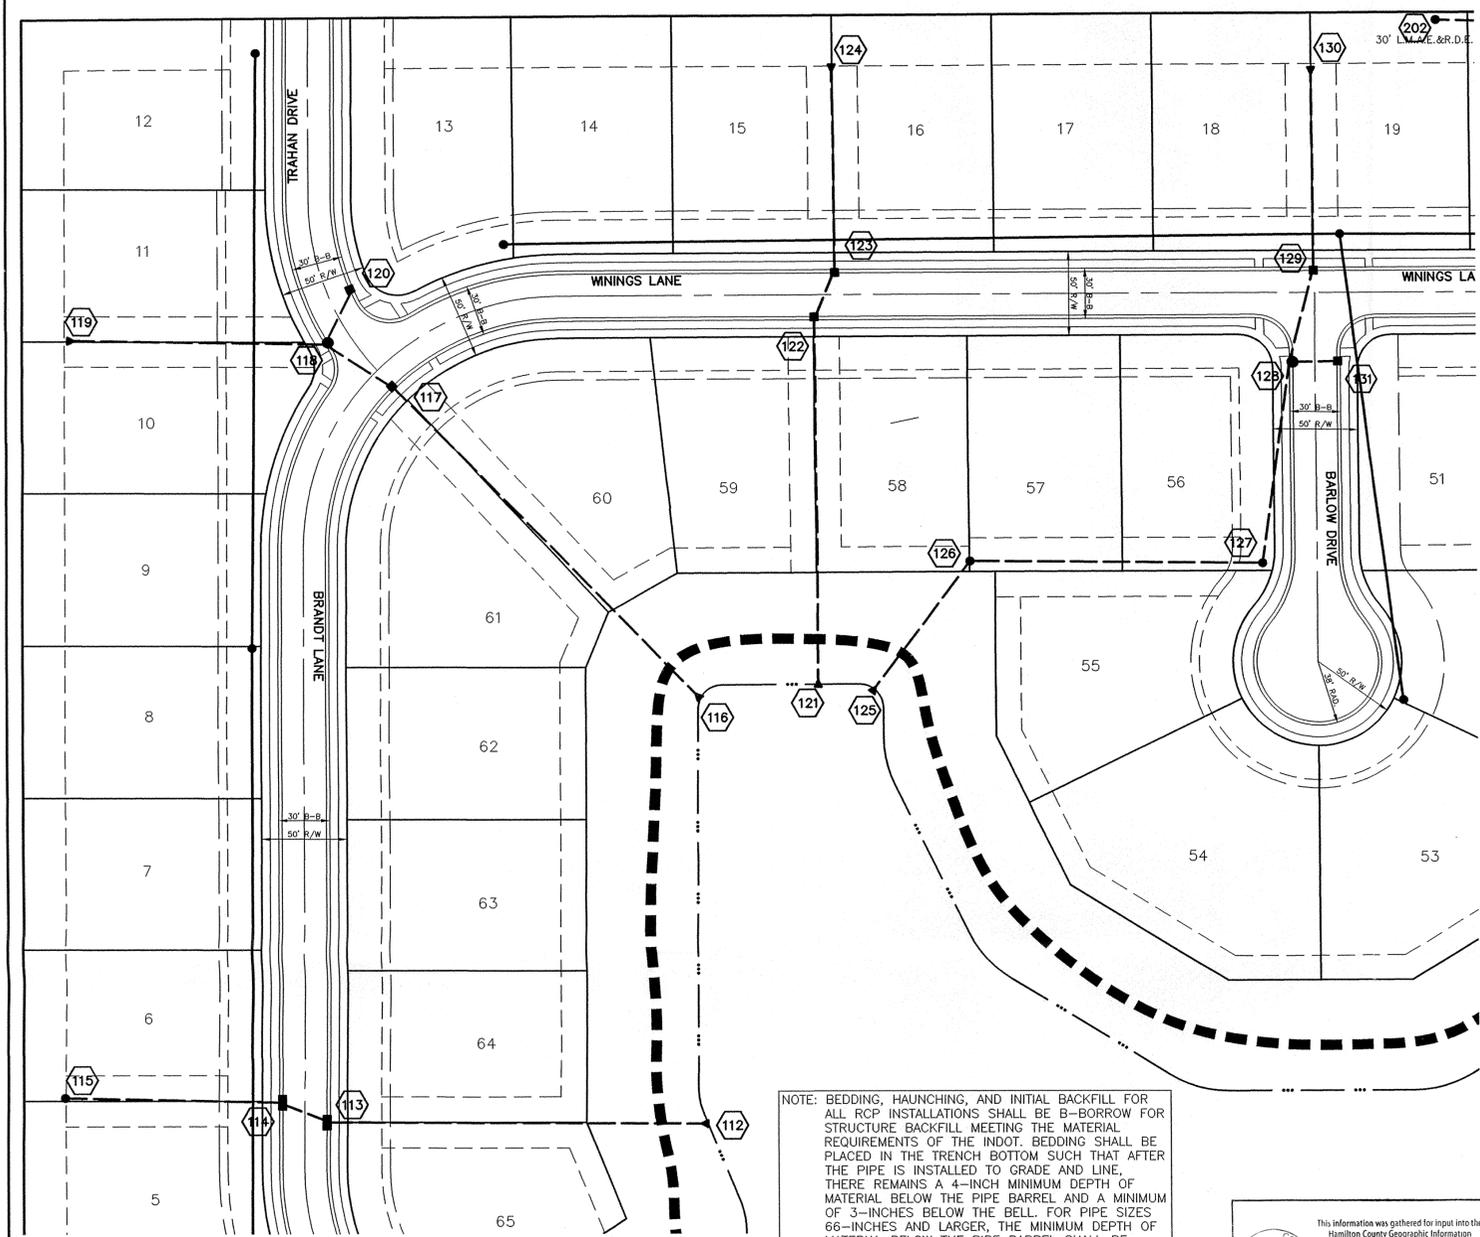 202
30' L.M.A.E.&R.D.E.
124
130
12
TRAHAN DRIVE
13
14
15
16
17
18
19
11
30' B-B
50' R/W
120
123
129
WININGS LANE
WININGS LA
30' B-B
50' R/W
30' B-B
50' R/W
119
118
122
128
131
117
10
30' B-B
50' R/W
60
59
58
57
56
51
BARLOW DRIVE
126
127
9
BRANDT LANE
61
55
50' R/W
38' RAD.
116
121
125
8
62
30' B-B
50' R/W
7
54
53
63
6
64
115
114
113
112
5
65
NOTE: BEDDING, HAUNCHING, AND INITIAL BACKFILL FOR
ALL RCP INSTALLATIONS SHALL BE B-BORROW FOR
STRUCTURE BACKFILL MEETING THE MATERIAL
REQUIREMENTS OF THE INDOT. BEDDING SHALL BE
PLACED IN THE TRENCH BOTTOM SUCH THAT AFTER
THE PIPE IS INSTALLED TO GRADE AND LINE,
THERE REMAINS A 4-INCH MINIMUM DEPTH OF
MATERIAL BELOW THE PIPE BARREL AND A MINIMUM
OF 3-INCHES BELOW THE BELL. FOR PIPE SIZES
66-INCHES AND LARGER, THE MINIMUM DEPTH OF
MATERIAL BELOW THE PIPE BARREL SHALL BE
This information was gathered for input into the
Hamilton County Geographic Information